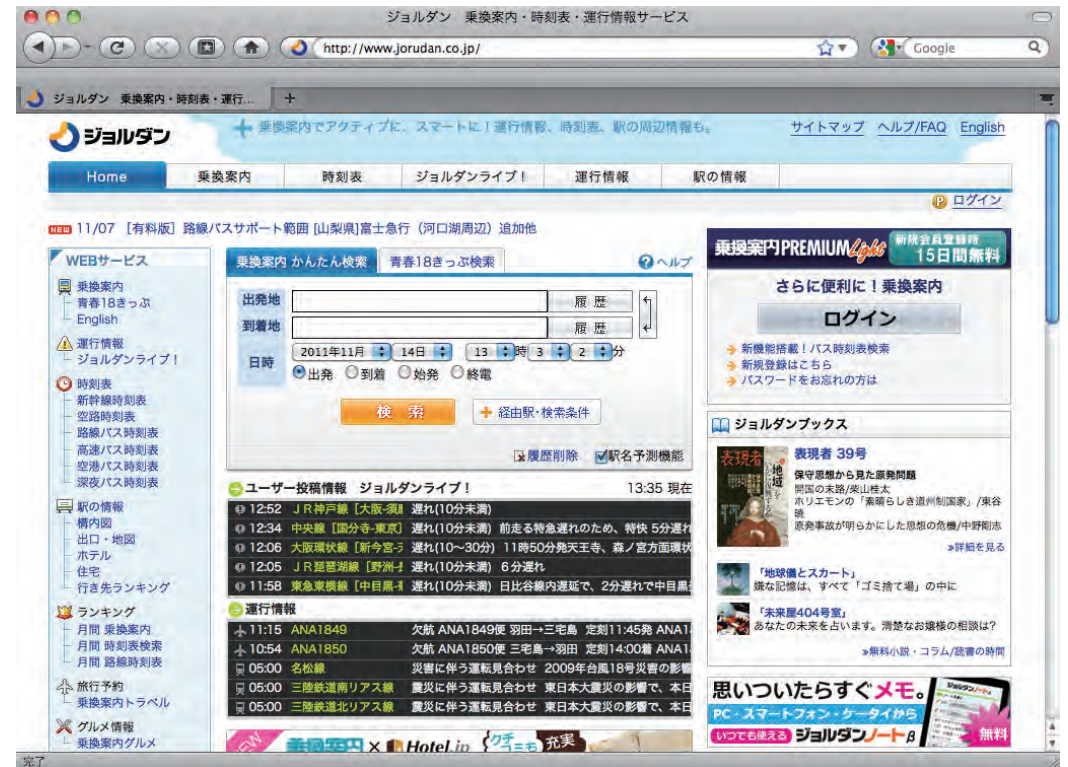 ジョルダン 乗換案内・時刻表・運行情報サービス
http://www.jorudan.co.jp/
Google
ジョルダン 乗換案内・時刻表・運行...
ジョルダン
乗換案内でアクティブに、スマートに！運行情報、時刻表、駅の周辺情報も。
サイトマップ ヘルプ/FAQ English
Home 乗換案内 時刻表 ジョルダンライブ！ 運行情報 駅の情報
ログイン
NEW 11/07 [有料版] 路線バスサポート範囲 [山梨県]富士急行（河口湖周辺）追加他
WEBサービス
乗換案内
青春18きっぷ
English
運行情報
ジョルダンライブ！
時刻表
新幹線時刻表
空路時刻表
路線バス時刻表
高速バス時刻表
空港バス時刻表
深夜バス時刻表
駅の情報
構内図
出口・地図
ホテル
住宅
行き先ランキング
ランキング
月間 乗換案内
月間 時刻表検索
月間 路線時刻表
旅行予約
乗換案内トラベル
グルメ情報
乗換案内グルメ
乗換案内 かんたん検索 青春18きっぷ検索 ヘルプ
出発地 履歴
到着地 履歴
日時 2011年11月 14日 13 時 3 2 分
出発 到着 始発 終電
検 索 経由駅・検索条件
履歴削除 駅名予測機能
ユーザー投稿情報 ジョルダンライブ！ 13:35 現在
12:52 ＪＲ神戸線 [大阪-須磨 遅れ(10分未満)
12:34 中央線 [国分寺-東京] 遅れ(10分未満) 前走る特急遅れのため、特快 5分遅れ
12:06 大阪環状線 [新今宮-天 遅れ(10〜30分) 11時50分発天王寺、森ノ宮方面環状
12:05 ＪＲ琵琶湖線 [野洲- 遅れ(10分未満) ６分遅れ
11:58 東急東横線 [中目黒- 遅れ(10分未満) 日比谷線内遅延で、2分遅れで中目黒
運行情報
11:15 ANA1849 欠航 ANA1849便 羽田→三宅島 定刻11:45発 ANA1
10:54 ANA1850 欠航 ANA1850便 三宅島→羽田 定刻14:00着 ANA1
05:00 名松線 災害に伴う運転見合わせ 2009年台風18号災害の影響
05:00 三陸鉄道南リアス線 震災に伴う運転見合わせ 東日本大震災の影響で、本日
05:00 三陸鉄道北リアス線 震災に伴う運転見合わせ 東日本大震災の影響で、本日
NEW 乗換案内 × Hotel.jp クチコミも 充実
乗換案内PREMIUM Light 新規会員登録時 15日間無料
さらに便利に！乗換案内
ログイン
新機能搭載！バス時刻表検索
新規登録はこちら
パスワードをお忘れの方は
ジョルダンブックス
表現者 39号
保守思想から見た原発問題
開国の末路/柴山桂太
ホリエモンの「素晴らしき道州制国家」/東谷
暁
原発事故が明らかにした思想の危機/中野剛志
»詳細を見る
「地球儀とスカート」
嫌な記憶は、すべて「ゴミ捨て場」の中に
「未来屋404号室」
あなたの未来を占います。清楚なお嬢様の相談は？
»無料小説・コラム/読書の時間
思いついたらすぐメモ。
PC・スマートフォン・ケータイから
いつでも使える ジョルダンノートβ 無料
完了